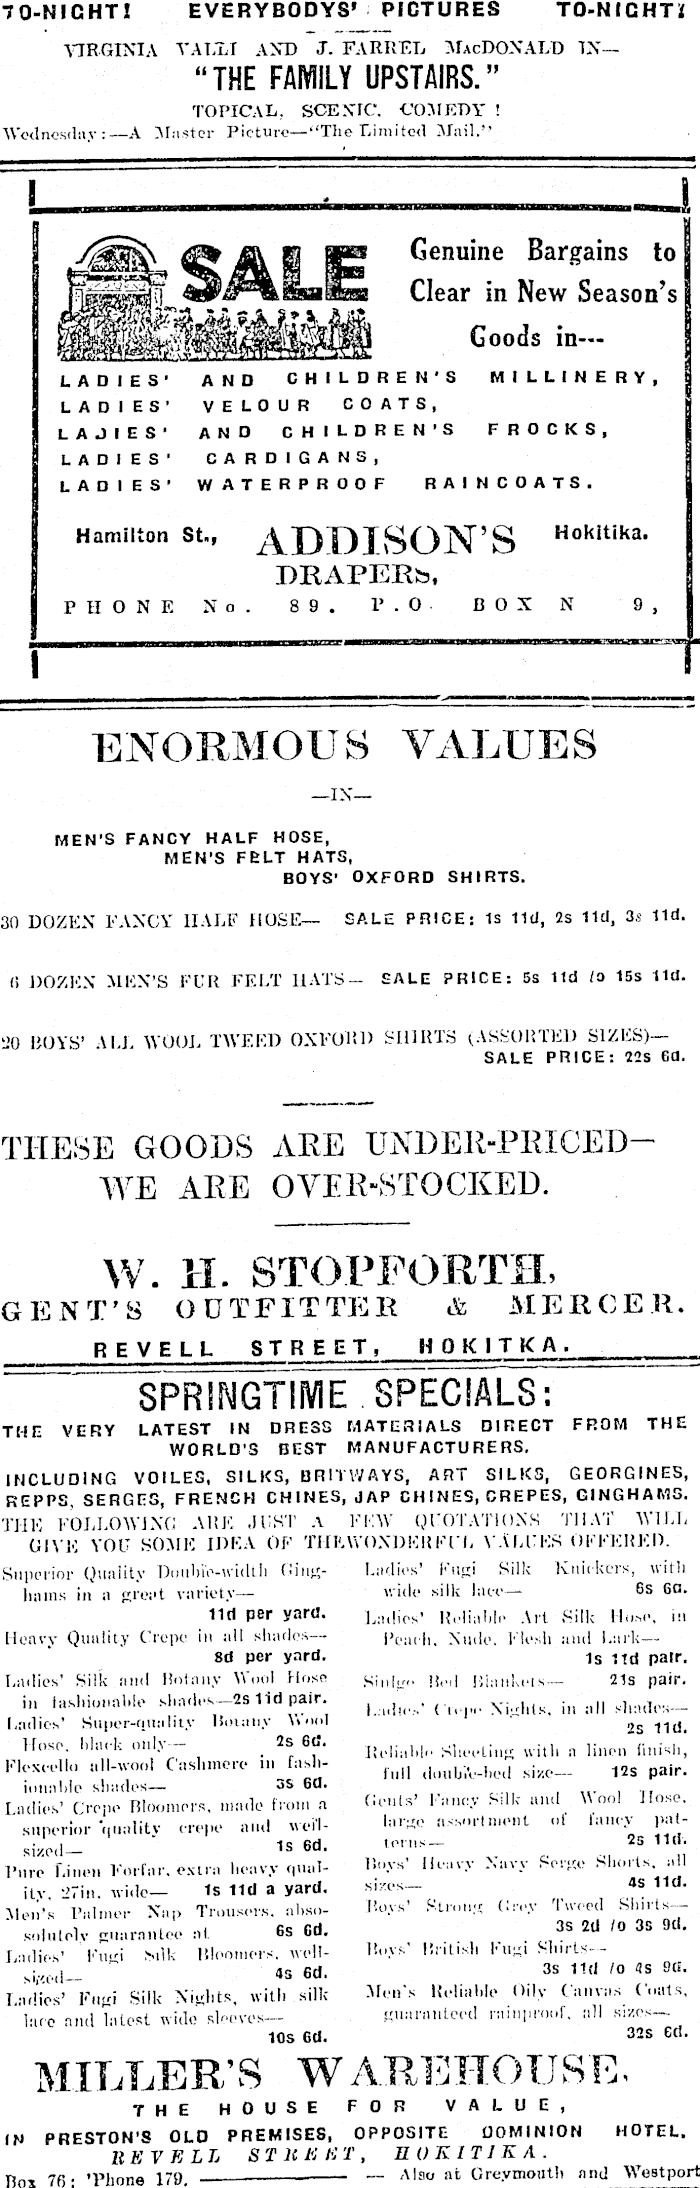 TO-NIGHT! EVERYBODYS' PICTURES TO-NIGHT!
VIRGINIA VALLI AND J. FARREL MacDONALD IN—
"THE FAMILY UPSTAIRS."
TOPICAL, SCENIC, COMEDY !
Wednesday:—A Master Picture—"The Limited Mail."
SALE
Genuine Bargains to
Clear in New Season's
Goods in---
LADIES' AND CHILDREN'S MILLINERY,
LADIES' VELOUR COATS,
LADIES' AND CHILDREN'S FROCKS,
LADIES' CARDIGANS,
LADIES' WATERPROOF RAINCOATS.
Hamilton St., ADDISON'S Hokitika.
DRAPERS,
PHONE No. 89. P.O. BOX N 9,
ENORMOUS VALUES
—IN—
MEN'S FANCY HALF HOSE,
MEN'S FELT HATS,
BOYS' OXFORD SHIRTS.
30 DOZEN FANCY HALF HOSE— SALE PRICE: 1s 11d, 2s 11d, 3s 11d.
6 DOZEN MEN'S FUR FELT HATS— SALE PRICE: 5s 11d to 15s 11d.
20 BOYS' ALL WOOL TWEED OXFORD SHIRTS (ASSORTED SIZES)—
SALE PRICE: 22s 6d.
THESE GOODS ARE UNDER-PRICED—
WE ARE OVER-STOCKED.
W. H. STOPFORTH,
GENT'S OUTFITTER & MERCER.
REVELL STREET, HOKITKA.
SPRINGTIME SPECIALS:
THE VERY LATEST IN DRESS MATERIALS DIRECT FROM THE
WORLD'S BEST MANUFACTURERS.
INCLUDING VOILES, SILKS, BRITWAYS, ART SILKS, GEORGINES,
REPPS, SERGES, FRENCH CHINES, JAP CHINES, CREPES, GINGHAMS.
THE FOLLOWING ARE JUST A FEW QUOTATIONS THAT WILL
GIVE YOU SOME IDEA OF THEWONDERFUL VALUES OFFERED.
Superior Quality Double-width Ging-
hams in a great variety—
11d per yard.
Heavy Quality Crepe in all shades—
8d per yard.
Ladies' Silk and Botany Wool Hose
in fashionable shades—2s 11d pair.
Ladies' Super-quality Botany Wool
Hose, black only— 2s 6d.
Flexcello all-wool Cashmere in fash-
ionable shades— 3s 6d.
Ladies' Crepe Bloomers, made from a
superior quality crepe and well-
sized— 1s 6d.
Pure Linen Forfar, extra heavy qual-
ity, 27in. wide— 1s 11d a yard.
Men's Palmer Nap Trousers, abso-
solutely guarantee at 6s 6d.
Ladies' Fugi Silk Bloomers, well-
sized— 4s 6d.
Ladies' Fugi Silk Nights, with silk
lace and latest wide sleeves—
10s 6d.
Ladies' Fugi Silk Knickers, with
wide silk lace— 6s 6d.
Ladies' Reliable Art Silk Hose, in
Peach, Nude, Flesh and Lark—
1s 11d pair.
Sinlge Bed Blankets— 21s pair.
Ladies' Crepe Nights, in all shades—
2s 11d.
Reliable Sheeting with a linen finish,
full double-bed size— 12s pair.
Gents' Fancy Silk and Wool Hose,
large assortment of fancy pat-
terns— 2s 11d.
Boys' Heavy Navy Serge Shorts, all
sizes— 4s 11d.
Boys' Strong Grey Tweed Shirts—
3s 2d to 3s 9d.
Boys' British Fugi Shirts—
3s 11d to 4s 9d.
Men's Reliable Oily Canvas Coats,
guaranteed rainproof, all sizes—
32s 6d.
MILLER'S WAREHOUSE,
THE HOUSE FOR VALUE,
IN PRESTON'S OLD PREMISES, OPPOSITE DOMINION HOTEL.
REVELL STREET, HOKITIKA.
Box 76; 'Phone 179. — Also at Greymouth and Westport